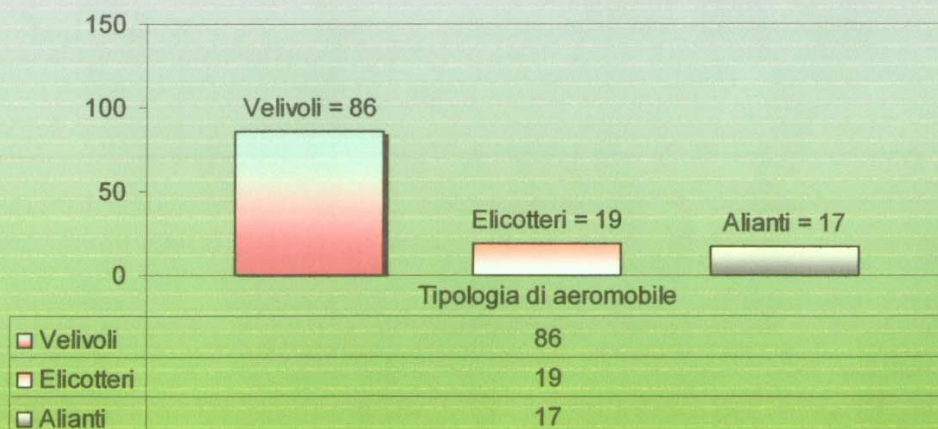 150
100
50
0
Velivoli = 86
Elicotteri = 19
Alianti = 17
Tipologia di aeromobile
Velivoli 86
Elicotteri 19
Alianti 17